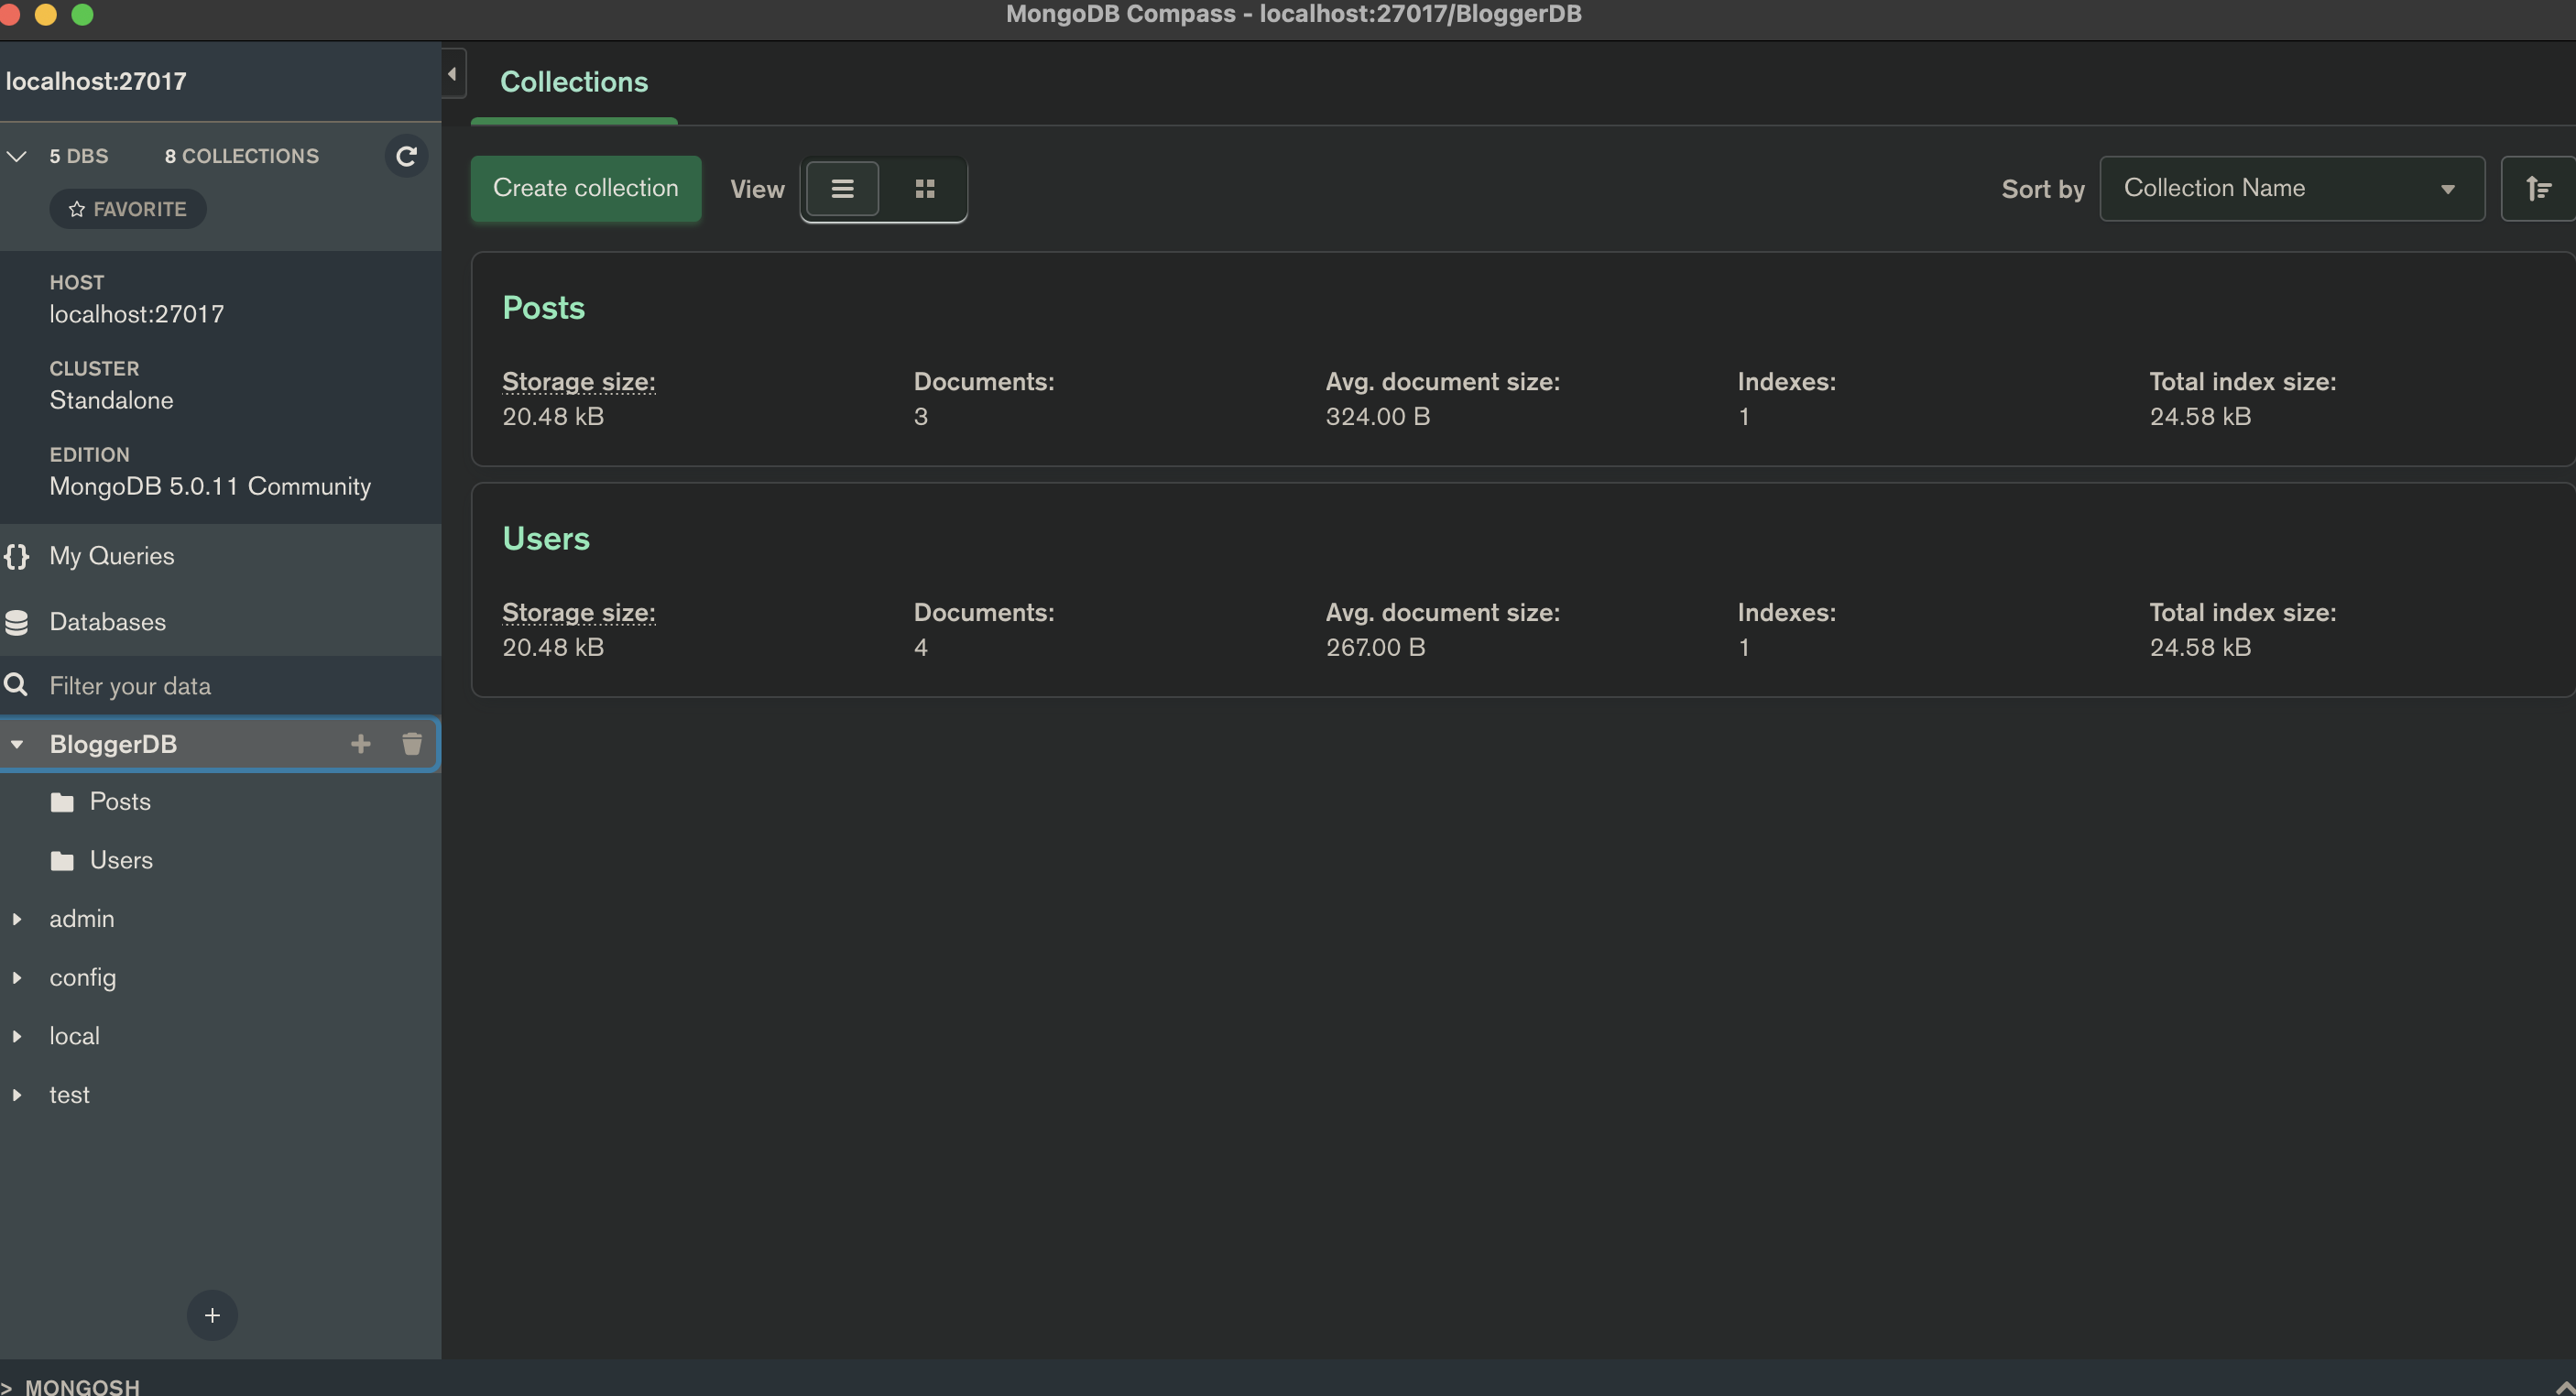 MongoDB Compass - localhost:27017/BloggerDB
localhost:27017
5 DBS 8 COLLECTIONS
FAVORITE
HOST
localhost:27017
CLUSTER
Standalone
EDITION
MongoDB 5.0.11 Community
{} My Queries
Databases
Filter your data
BloggerDB
Posts
Users
admin
config
local
test
+
> MONGOSH
Collections
Create collection View Sort by Collection Name
Posts
Storage size: Documents: Avg. document size: Indexes: Total index size:
20.48 kB 3 324.00 B 1 24.58 kB
Users
Storage size: Documents: Avg. document size: Indexes: Total index size:
20.48 kB 4 267.00 B 1 24.58 kB